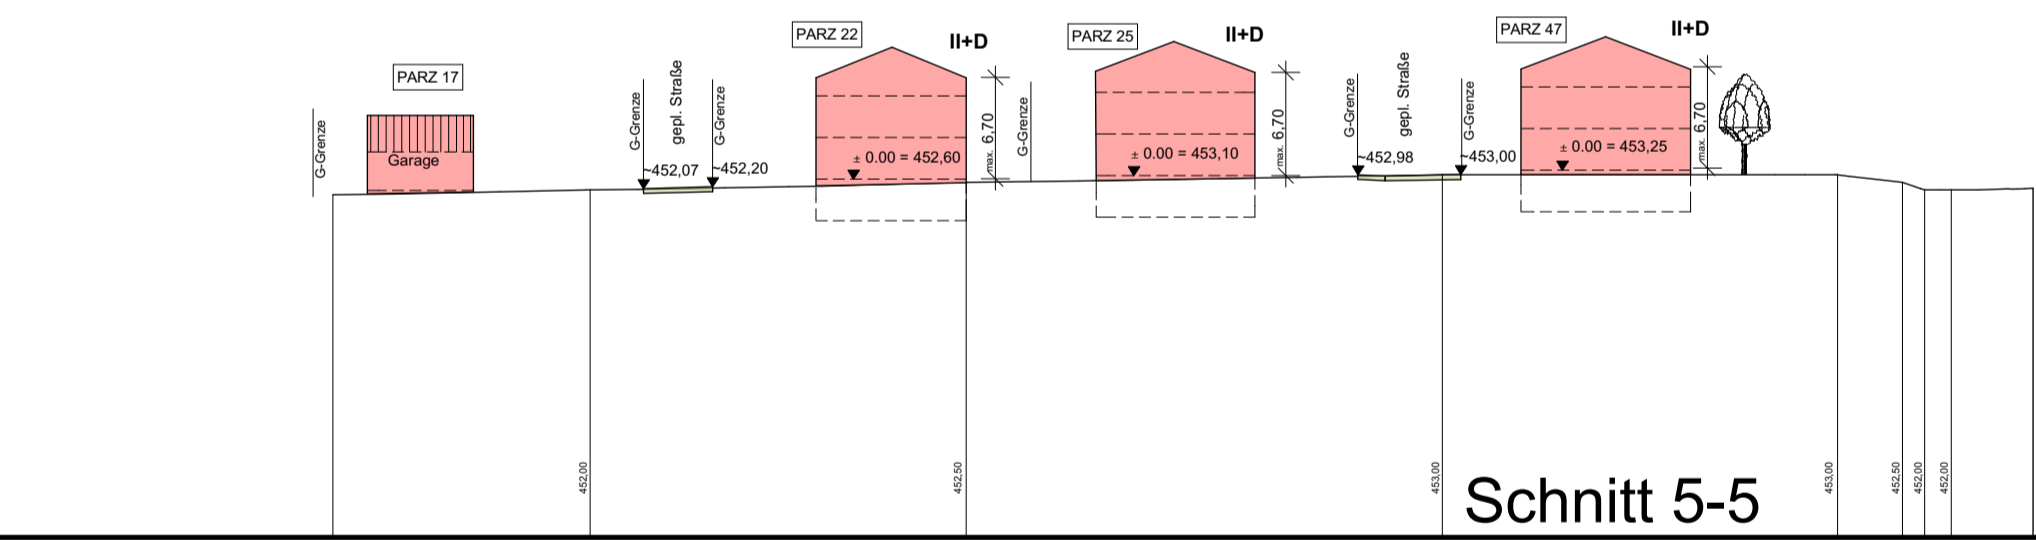 PARZ 17
Garage
G-Grenze
G-Grenze
gepl. Straße
G-Grenze
~452,07
~452,20
PARZ 22
II+D
± 0.00 = 452,60
max. 6,70
G-Grenze
PARZ 25
II+D
± 0.00 = 453,10
max. 6,70
G-Grenze
gepl. Straße
G-Grenze
~452,98
~453,00
PARZ 47
II+D
± 0.00 = 453,25
max. 6,70
452,00
452,50
453,00
453,00
452,50
452,00
452,00
Schnitt 5-5